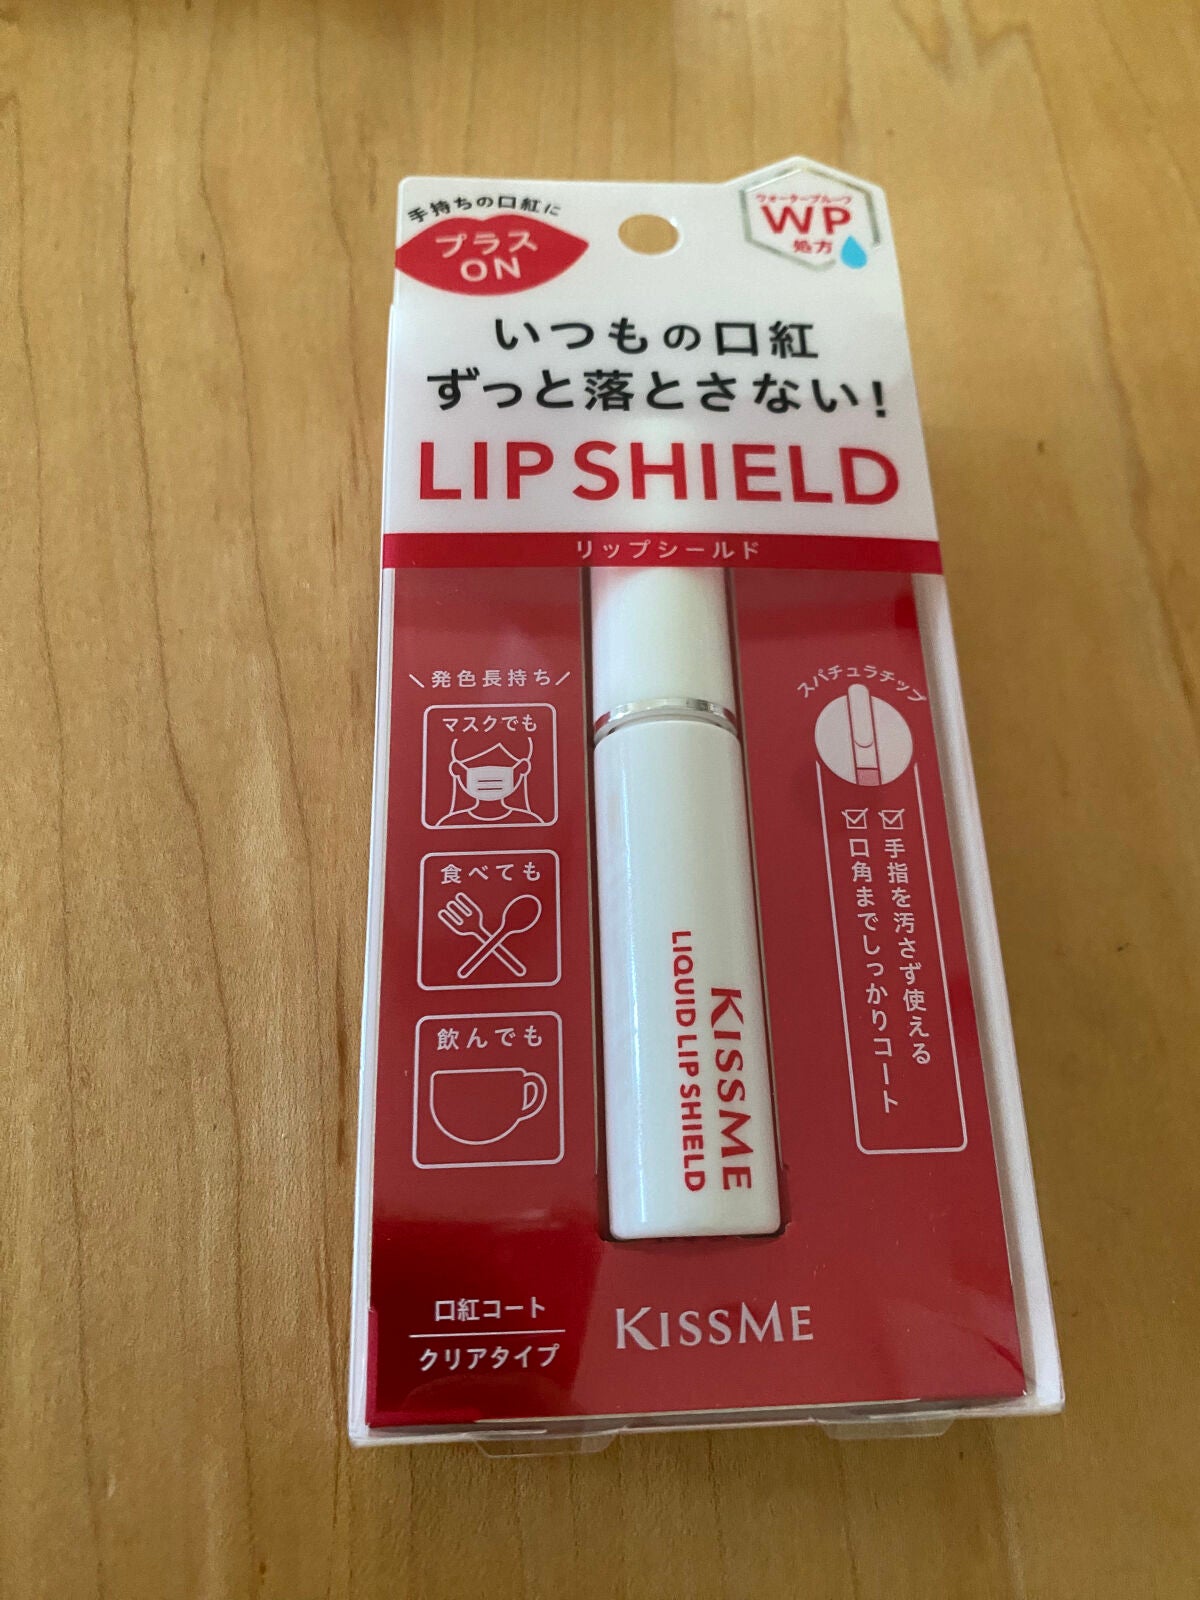 手持ちの口紅に
プラス
ON
ウォータープルーフ
WP
処方
いつもの口紅
ずっと落とさない!
LIP SHIELD
リップシールド
\発色長持ち/
マスクでも
食べても
飲んでも
スパチュラチップ
手指を汚さず使える
口角までしっかりコート
KISSME
LIQUID LIP SHIELD
口紅コート
クリアタイプ
KISSME